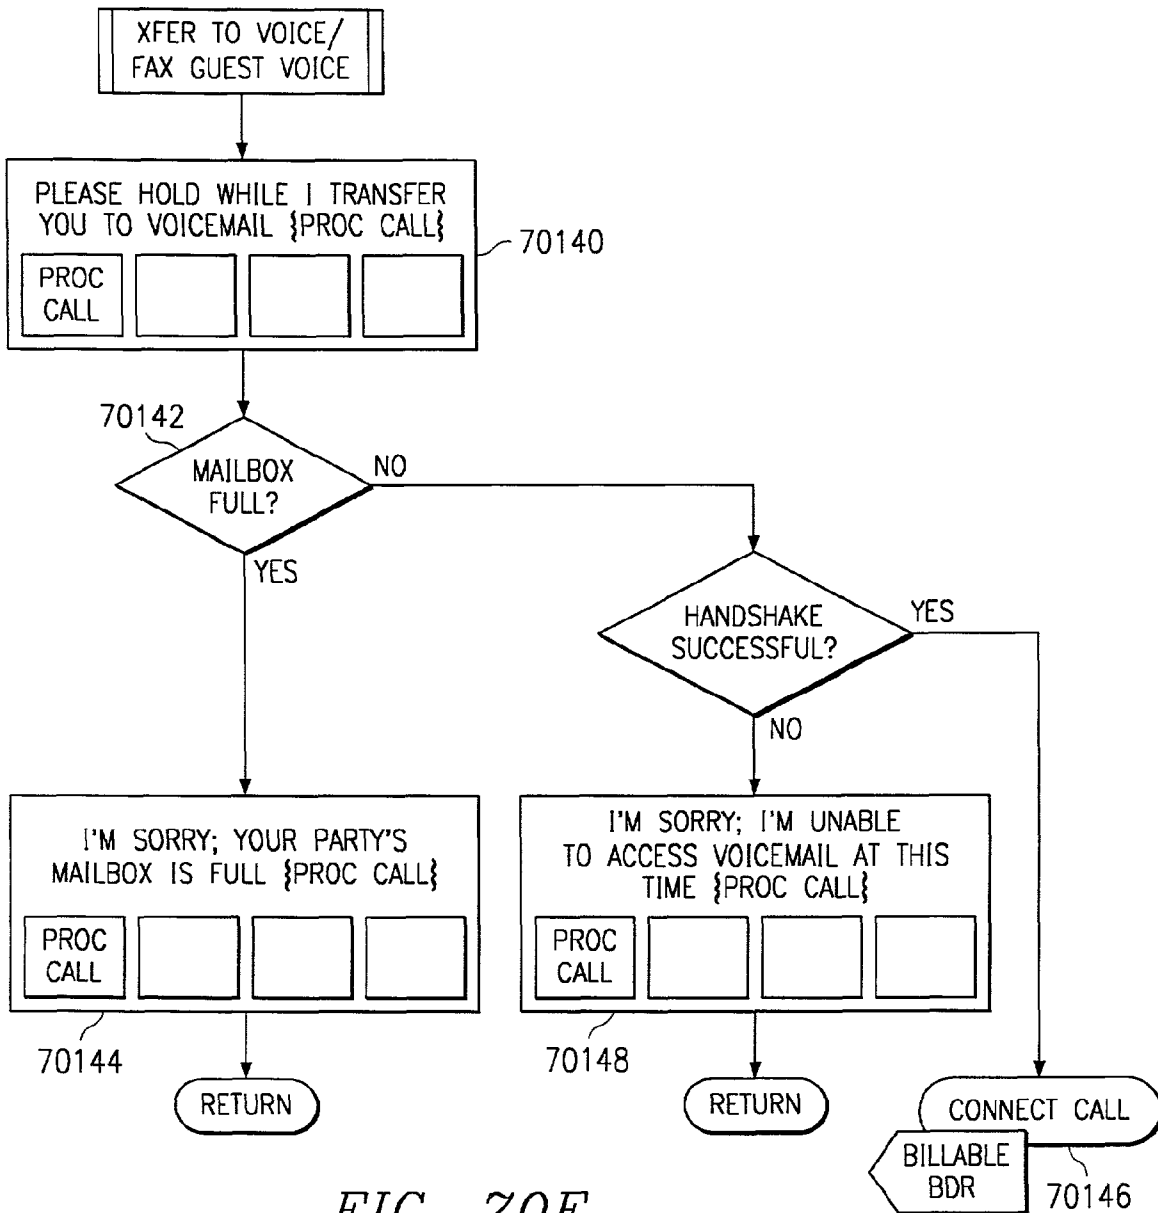 XFER TO VOICE/
FAX GUEST VOICE
PLEASE HOLD WHILE I TRANSFER
YOU TO VOICEMAIL {PROC CALL}
PROC
CALL
70140
70142
MAILBOX
FULL?
NO
YES
HANDSHAKE
SUCCESSFUL?
YES
NO
I'M SORRY; YOUR PARTY'S
MAILBOX IS FULL {PROC CALL}
PROC
CALL
70144
RETURN
I'M SORRY; I'M UNABLE
TO ACCESS VOICEMAIL AT THIS
TIME {PROC CALL}
PROC
CALL
70148
RETURN
CONNECT CALL
BILLABLE
BDR
70146